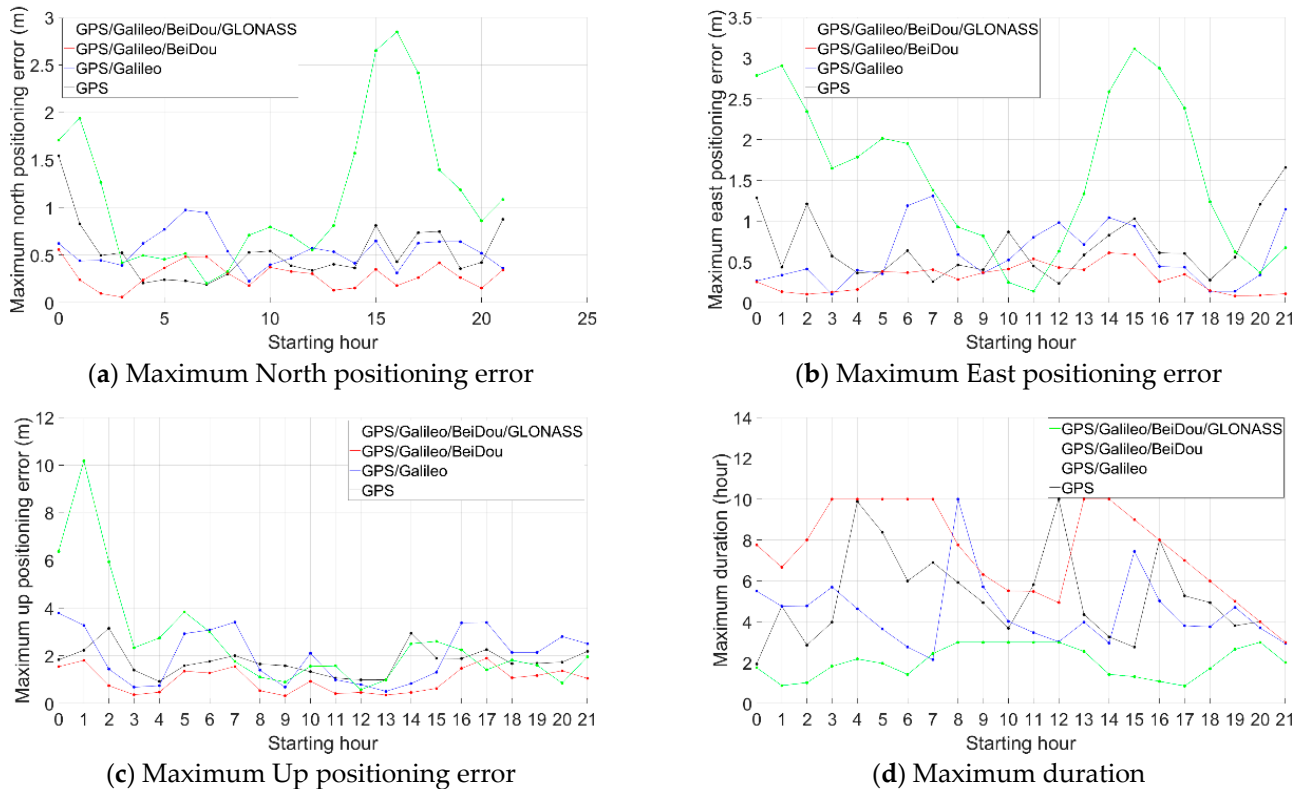 Maximum north positioning error (m)
3
2.5
2
1.5
1
0.5
0
GPS/Galileo/BeiDou/GLONASS
GPS/Galileo/BeiDou
GPS/Galileo
GPS
0 5 10 15 20 25
Starting hour
(a) Maximum North positioning error
Maximum east positioning error (m)
3.5
3
2.5
2
1.5
1
0.5
0
GPS/Galileo/BeiDou/GLONASS
GPS/Galileo/BeiDou
GPS/Galileo
GPS
0 1 2 3 4 5 6 7 8 9 10 11 12 13 14 15 16 17 18 19 20 21
Starting hour
(b) Maximum East positioning error
Maximum up positioning error (m)
12
10
8
6
4
2
0
GPS/Galileo/BeiDou/GLONASS
GPS/Galileo/BeiDou
GPS/Galileo
GPS
0 1 2 3 4 5 6 7 8 9 10 11 12 13 14 15 16 17 18 19 20 21
Starting hour
(c) Maximum Up positioning error
Maximum duration (hour)
14
12
10
8
6
4
2
0
GPS/Galileo/BeiDou/GLONASS
GPS/Galileo/BeiDou
GPS/Galileo
GPS
0 1 2 3 4 5 6 7 8 9 10 11 12 13 14 15 16 17 18 19 20 21
Starting hour
(d) Maximum duration